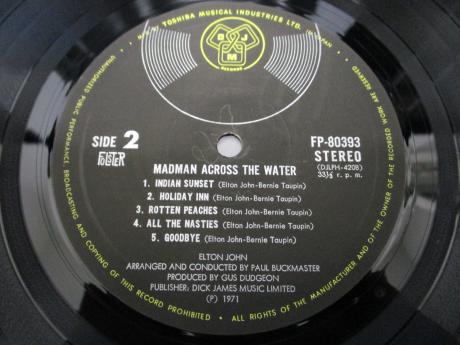 BY TOSHIBA MUSICAL INDUSTRIES LTD. IN JAPAN
D J M
RECORDS
SIDE 2
FP-80393
STEREO
(DJLPH-420B)
33⅓ r. p. m.
MADMAN ACROSS THE WATER
1. INDIAN SUNSET (Elton John-Bernie Taupin)
2. HOLIDAY INN (Elton John-Bernie Taupin)
3. ROTTEN PEACHES (Elton John-Bernie Taupin)
4. ALL THE NASTIES (Elton John-Bernie Taupin)
5. GOODBYE (Elton John-Bernie Taupin)
ELTON JOHN
ARRANGED AND CONDUCTED BY PAUL BUCKMASTER
PRODUCED BY GUS DUDGEON
PUBLISHER; DICK JAMES MUSIC LIMITED
(P) 1971
UNAUTHORIZED PUBLIC PERFORMANCE, BROADCASTING AND COPYING OF THIS RECORD PROHIBITED • ALL RIGHTS OF THE MANUFACTURER AND OF THE OWNER OF THE RECORDED WORK ARE RESERVED